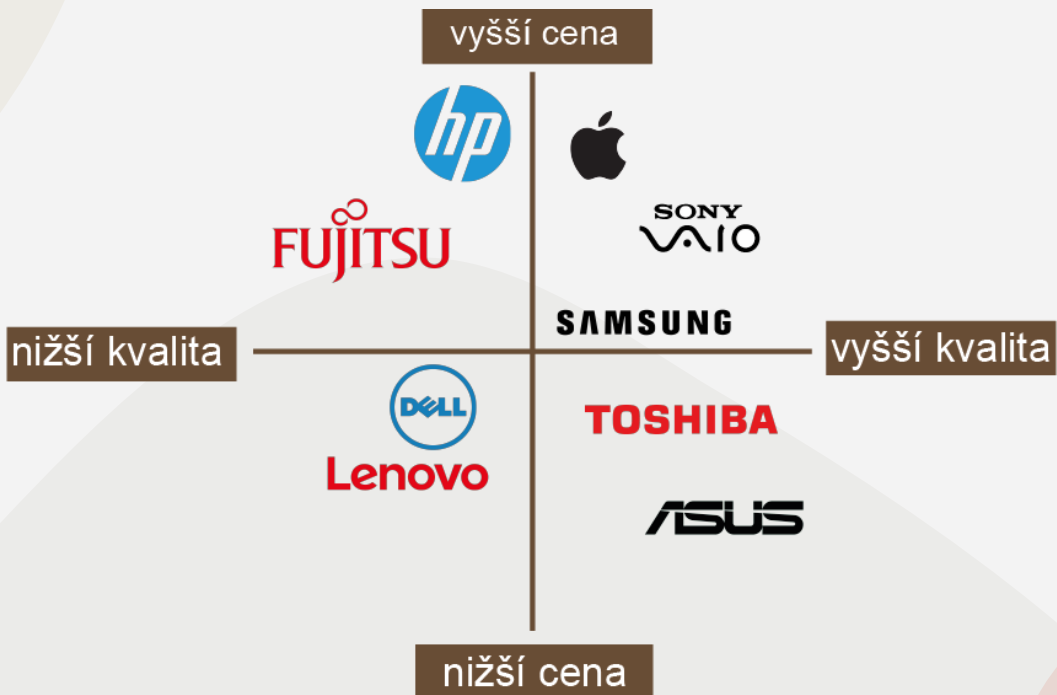 vyšší cena
hp
SONY
VAIO
FUJITSU
SAMSUNG
nižší kvalita
vyšší kvalita
DELL
TOSHIBA
Lenovo
ASUS
nižší cena